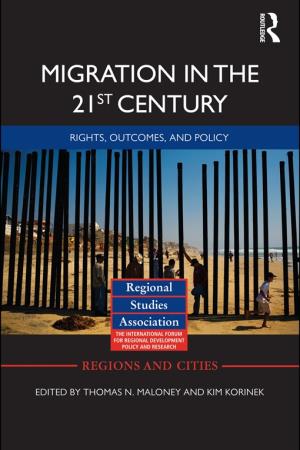 Routledge
MIGRATION IN THE
21ST CENTURY
RIGHTS, OUTCOMES, AND POLICY
Regional
Studies
Association
THE INTERNATIONAL FORUM
FOR REGIONAL DEVELOPMENT
POLICY AND RESEARCH
REGIONS AND CITIES
EDITED BY THOMAS N. MALONEY AND KIM KORINEK